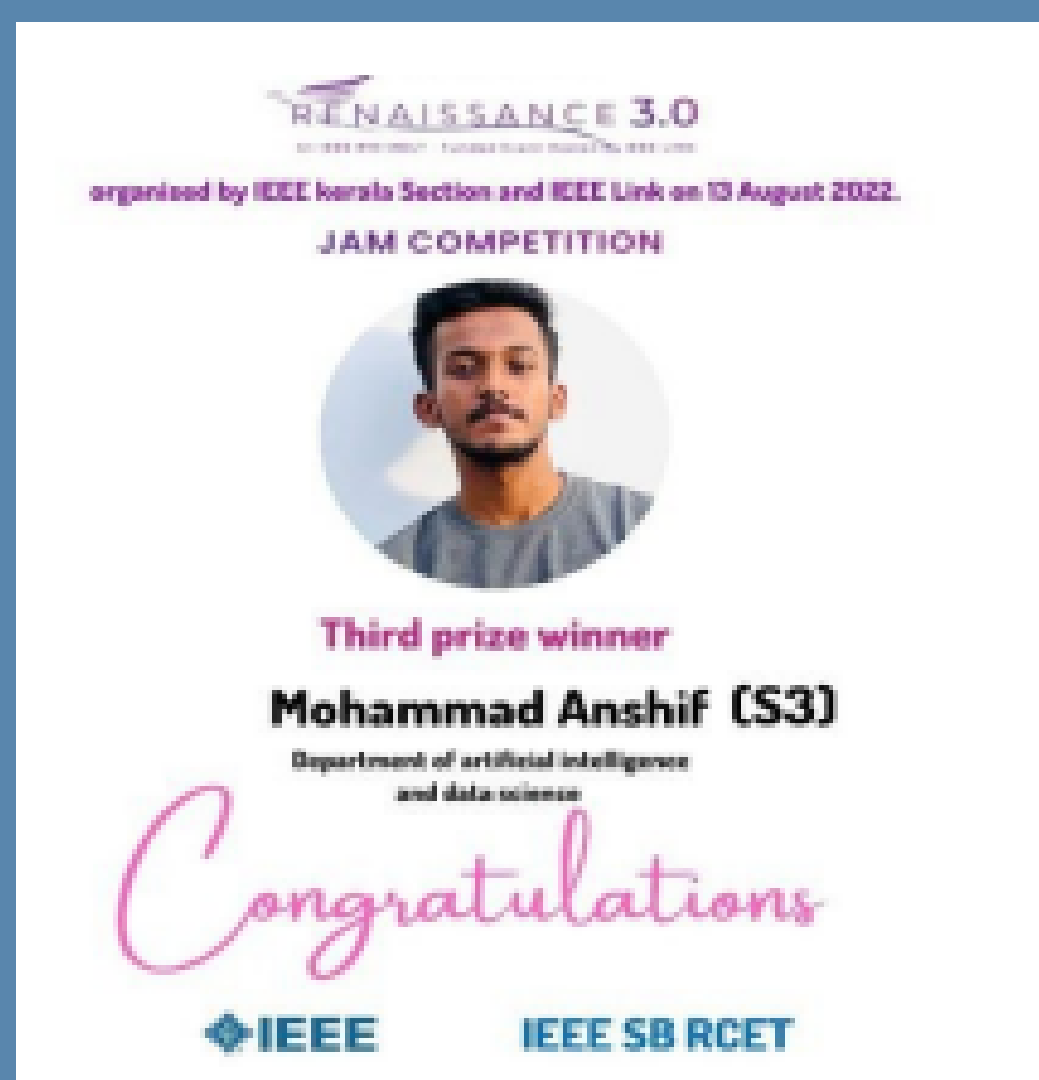 RENAISSANCE 3.0
organised by IEEE kerala Section and IEEE Link on 13 August 2022.
JAM COMPETITION
Third prize winner
Mohammad Anshif (S3)
Department of artificial intelligence
and data science
Congratulations
IEEE
IEEE SB RCET